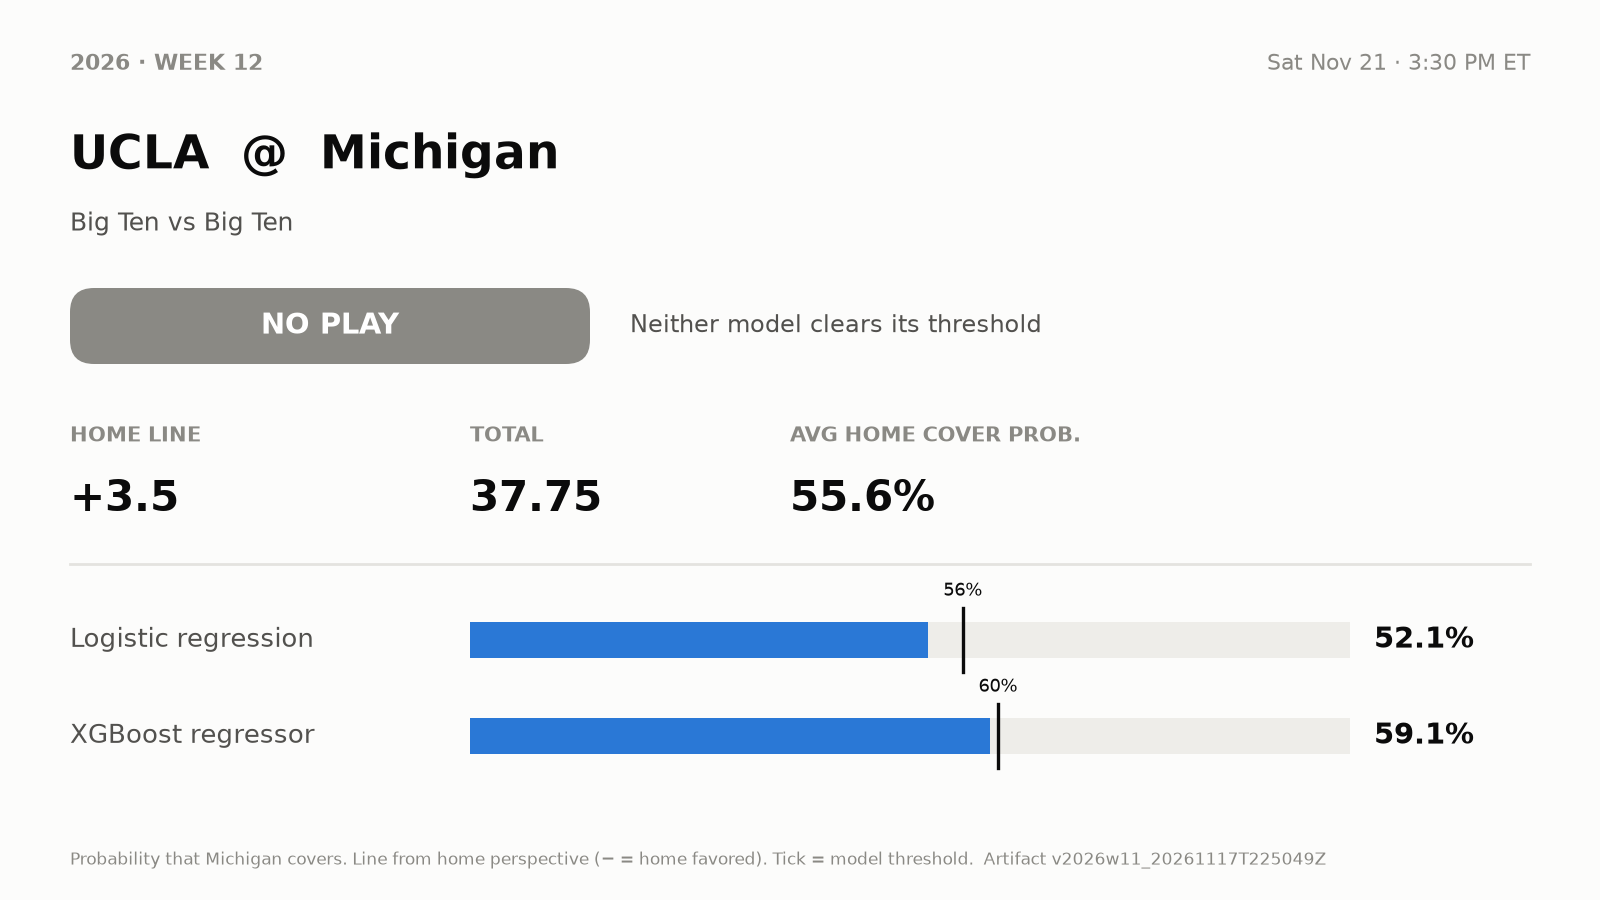 2026 · WEEK 12
Sat Nov 21 · 3:30 PM ET
UCLA @ Michigan
Big Ten vs Big Ten
NO PLAY
Neither model clears its threshold
HOME LINE
TOTAL
AVG HOME COVER PROB.
+3.5
37.75
55.6%
56%
Logistic regression
52.1%
60%
XGBoost regressor
59.1%
Probability that Michigan covers. Line from home perspective (− = home favored). Tick = model threshold.  Artifact v2026w11_20261117T225049Z